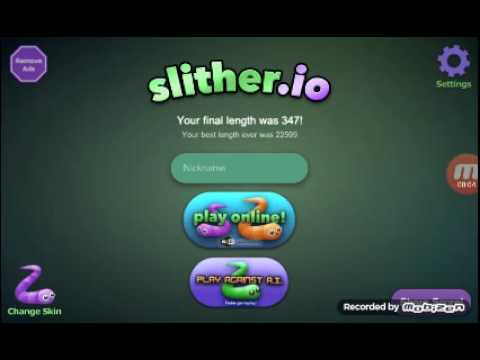 Remove
Ads
slither.io
Settings
Your final length was 347!
Your best length ever was 22599
Nickname
play online!
PLAY AGAINST A.I.
Change Skin
Recorded by Mobizen